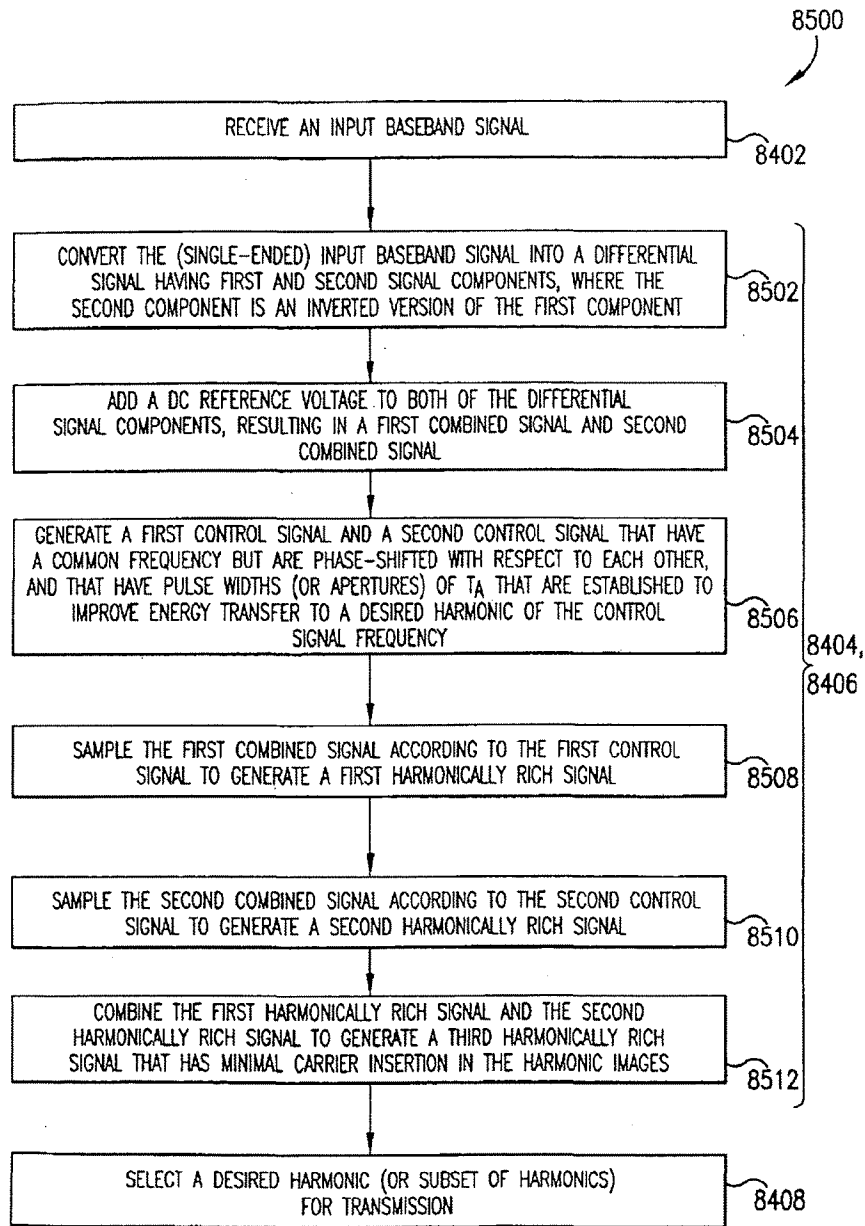 8500
RECEIVE AN INPUT BASEBAND SIGNAL
8402
CONVERT THE (SINGLE-ENDED) INPUT BASEBAND SIGNAL INTO A DIFFERENTIAL
SIGNAL HAVING FIRST AND SECOND SIGNAL COMPONENTS, WHERE THE
SECOND COMPONENT IS AN INVERTED VERSION OF THE FIRST COMPONENT
8502
ADD A DC REFERENCE VOLTAGE TO BOTH OF THE DIFFERENTIAL
SIGNAL COMPONENTS, RESULTING IN A FIRST COMBINED SIGNAL AND SECOND
COMBINED SIGNAL
8504
GENERATE A FIRST CONTROL SIGNAL AND A SECOND CONTROL SIGNAL THAT HAVE
A COMMON FREQUENCY BUT ARE PHASE-SHIFTED WITH RESPECT TO EACH OTHER,
AND THAT HAVE PULSE WIDTHS (OR APERTURES) OF TA THAT ARE ESTABLISHED TO
IMPROVE ENERGY TRANSFER TO A DESIRED HARMONIC OF THE CONTROL
SIGNAL FREQUENCY
8506
8404,
8406
SAMPLE THE FIRST COMBINED SIGNAL ACCORDING TO THE FIRST CONTROL
SIGNAL TO GENERATE A FIRST HARMONICALLY RICH SIGNAL
8508
SAMPLE THE SECOND COMBINED SIGNAL ACCORDING TO THE SECOND CONTROL
SIGNAL TO GENERATE A SECOND HARMONICALLY RICH SIGNAL
8510
COMBINE THE FIRST HARMONICALLY RICH SIGNAL AND THE SECOND
HARMONICALLY RICH SIGNAL TO GENERATE A THIRD HARMONICALLY RICH
SIGNAL THAT HAS MINIMAL CARRIER INSERTION IN THE HARMONIC IMAGES
8512
SELECT A DESIRED HARMONIC (OR SUBSET OF HARMONICS)
FOR TRANSMISSION
8408